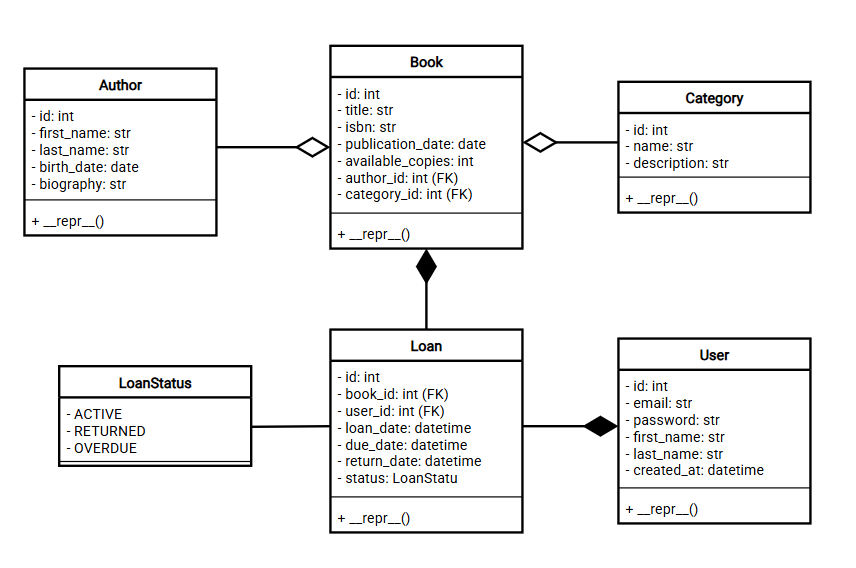 Author
- id: int
- first_name: str
- last_name: str
- birth_date: date
- biography: str
+ __repr__()
Book
- id: int
- title: str
- isbn: str
- publication_date: date
- available_copies: int
- author_id: int (FK)
- category_id: int (FK)
+ __repr__()
Category
- id: int
- name: str
- description: str
+ __repr__()
LoanStatus
- ACTIVE
- RETURNED
- OVERDUE
Loan
- id: int
- book_id: int (FK)
- user_id: int (FK)
- loan_date: datetime
- due_date: datetime
- return_date: datetime
- status: LoanStatu
+ __repr__()
User
- id: int
- email: str
- password: str
- first_name: str
- last_name: str
- created_at: datetime
+ __repr__()